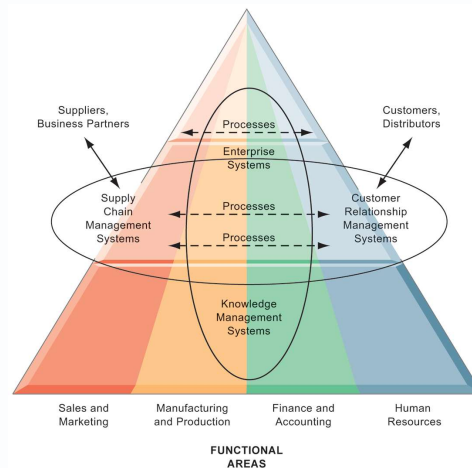 Suppliers,
Business Partners
Customers,
Distributors
Processes
Enterprise
Systems
Supply
Chain
Management
Systems
Processes
Processes
Customer
Relationship
Management
Systems
Knowledge
Management
Systems
Sales and
Marketing
Manufacturing
and Production
Finance and
Accounting
Human
Resources
FUNCTIONAL
AREAS